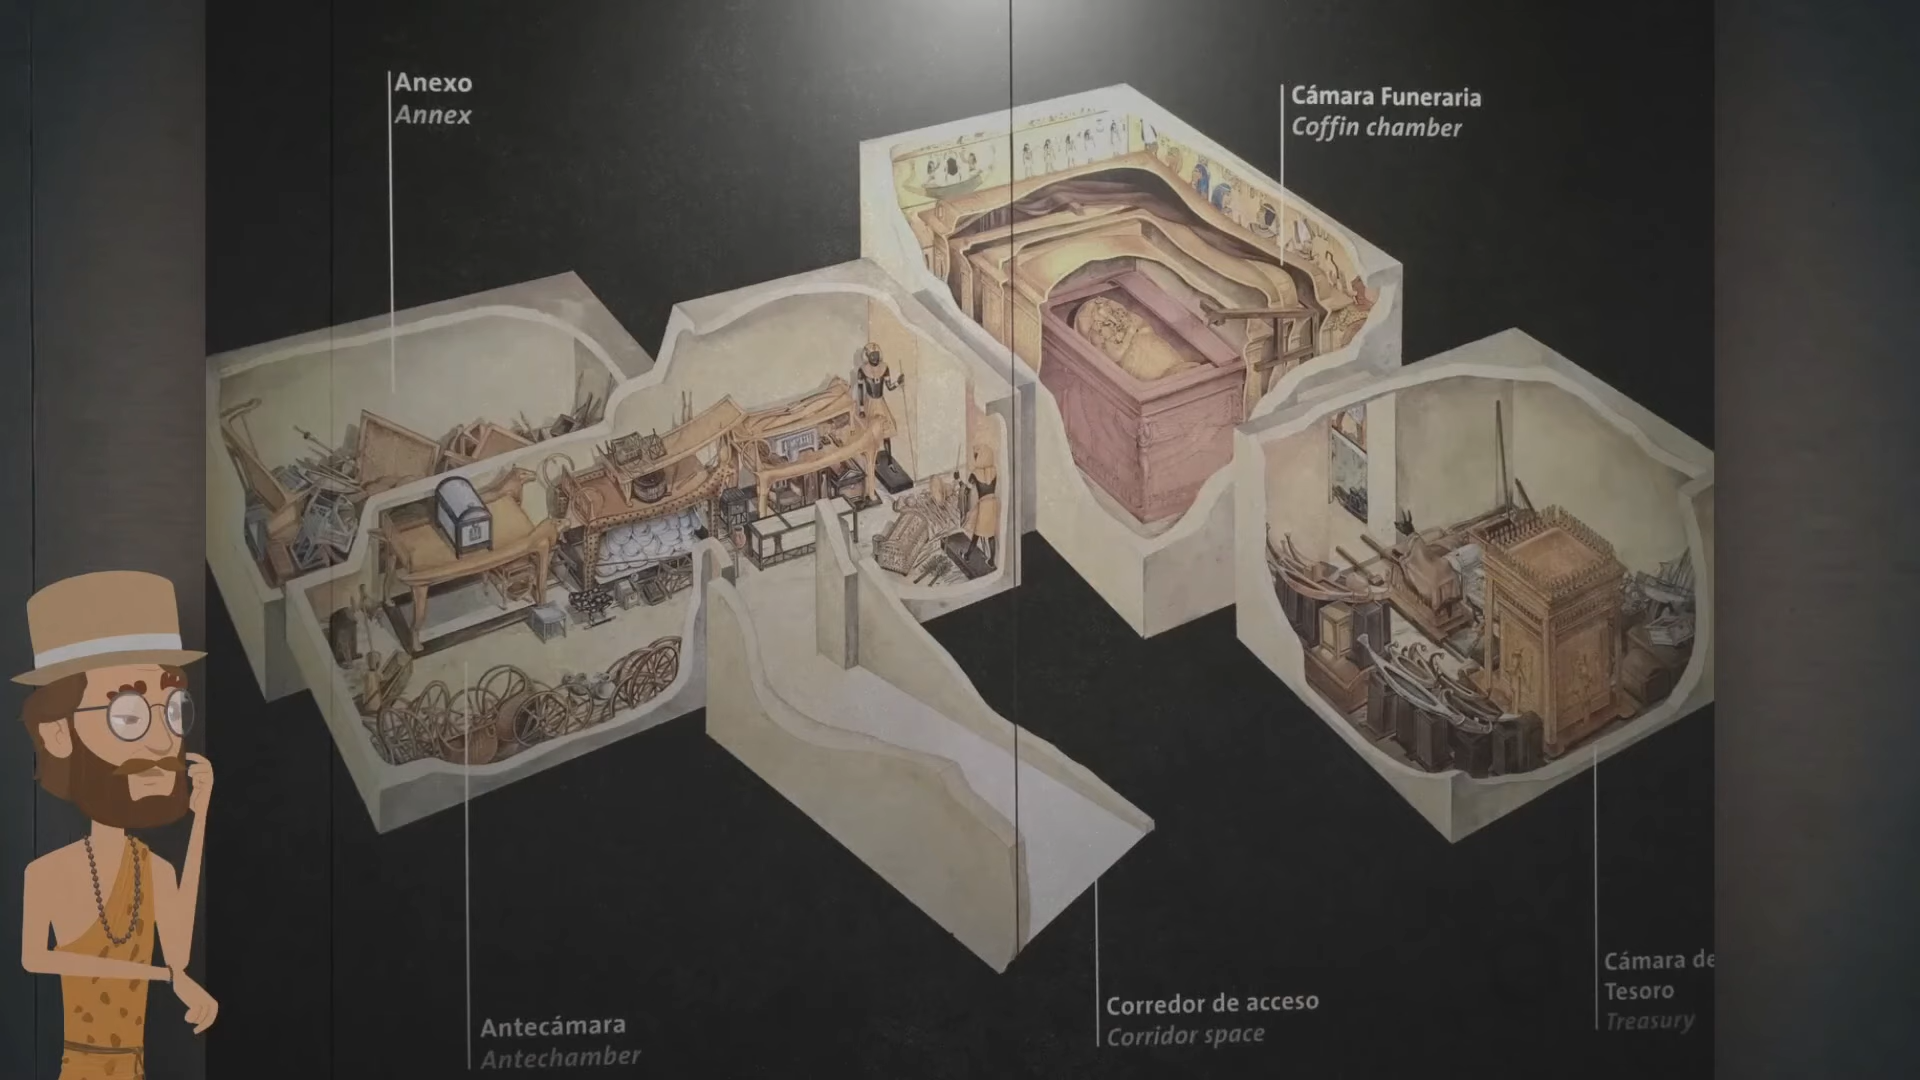 Anexo
Annex
Cámara Funeraria
Coffin chamber
Antecámara
Antechamber
Corredor de acceso
Corridor space
Cámara de
Tesoro
Treasury